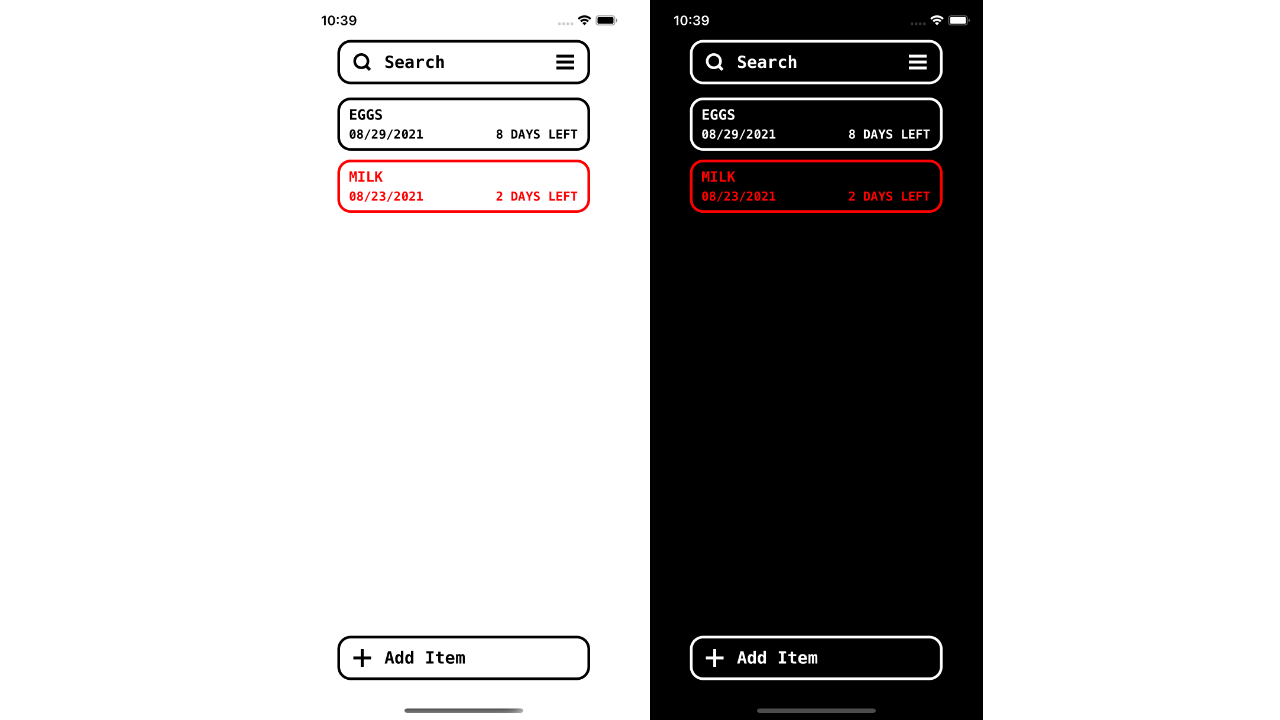 10:39
Search
EGGS
08/29/2021 8 DAYS LEFT
MILK
08/23/2021 2 DAYS LEFT
Add Item
10:39
Search
EGGS
08/29/2021 8 DAYS LEFT
MILK
08/23/2021 2 DAYS LEFT
Add Item